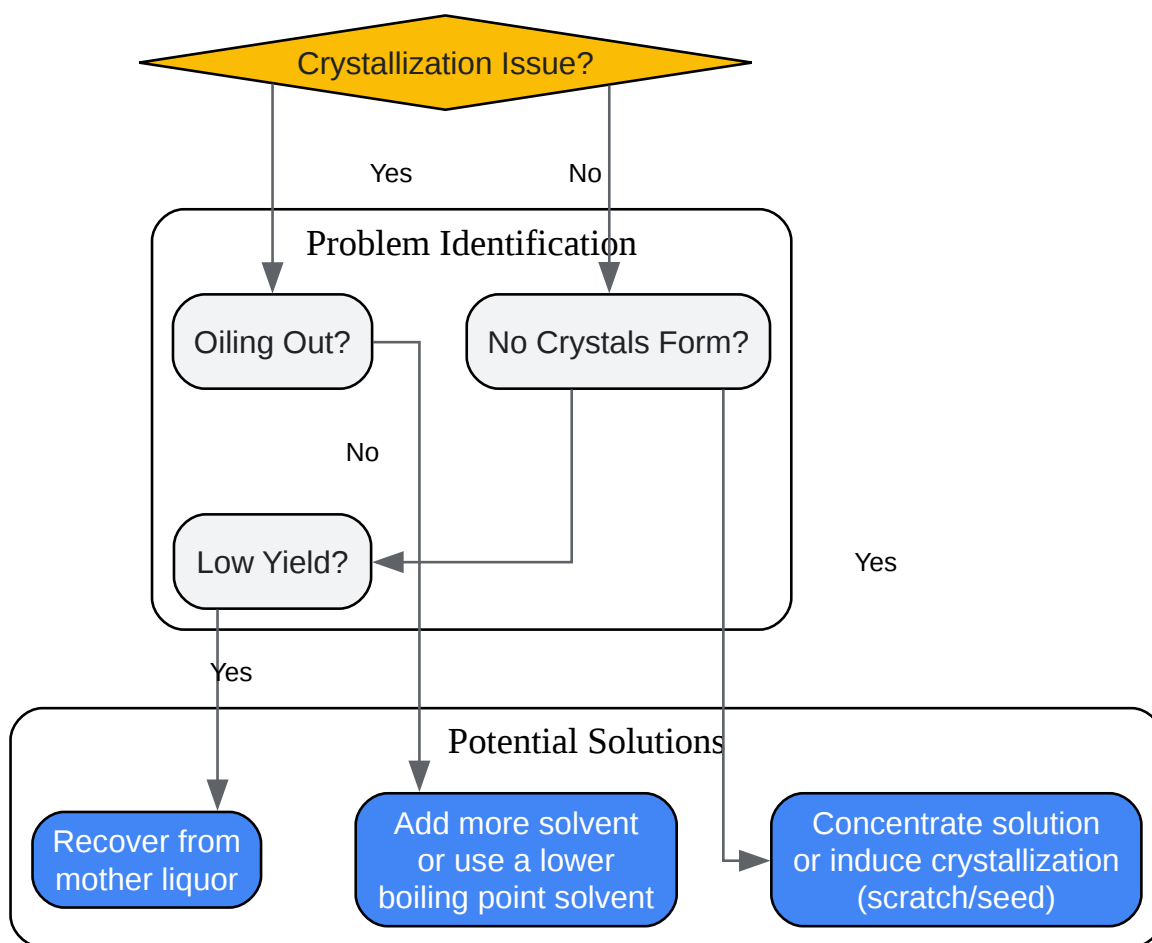 Crystallization Issue?
Yes
No
Problem Identification
Oiling Out?
No Crystals Form?
No
Low Yield?
Yes
Yes
Potential Solutions
Recover from
mother liquor
Add more solvent
or use a lower
boiling point solvent
Concentrate solution
or induce crystallization
(scratch/seed)